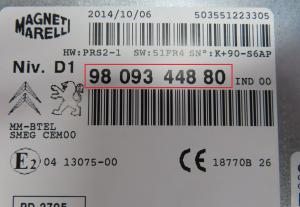 MAGNETI
MARELLI
2014/10/06 503551223305
HW:PRS2-1 SW:51FR4 SNº:K+90-S6AP
Niv. D1 98 093 448 80 IND 00
MM-BTEL
SMEG CEM00
E2 04 13075-00 CE 18770B 26